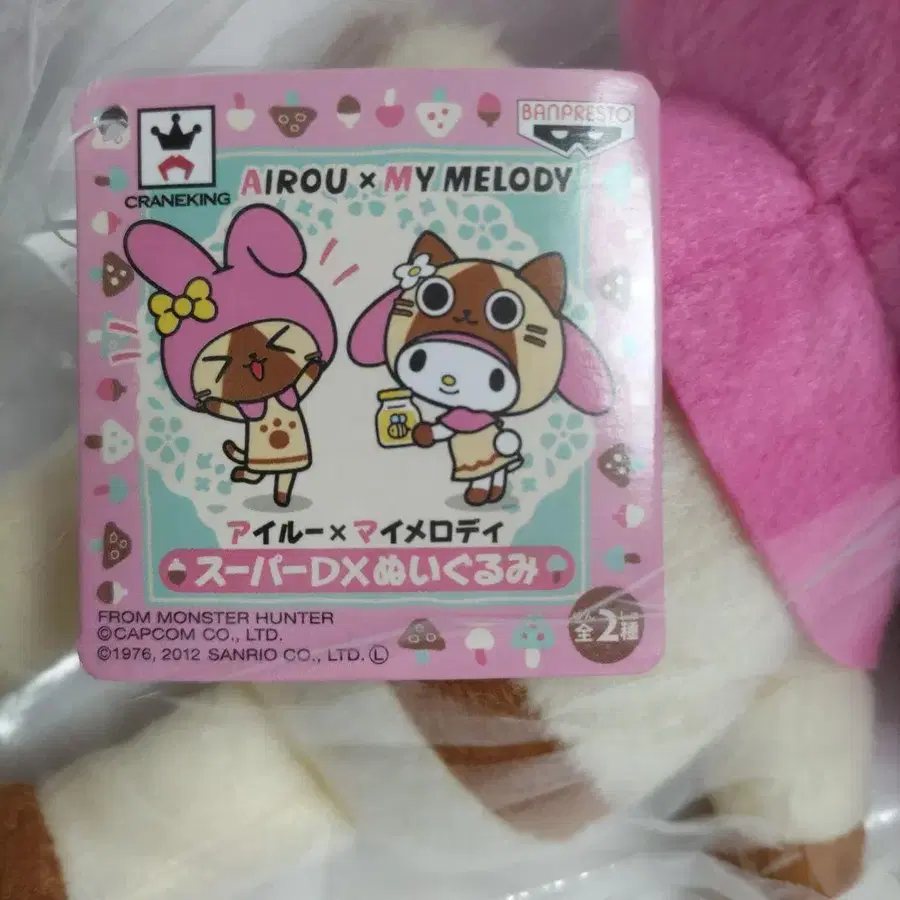 BANPRESTO
CRANEKING
AIROU × MY MELODY
アイルー×マイメロディ
スーパーDXぬいぐるみ
FROM MONSTER HUNTER
©CAPCOM CO., LTD.
©1976, 2012 SANRIO CO., LTD. Ⓛ
全2種